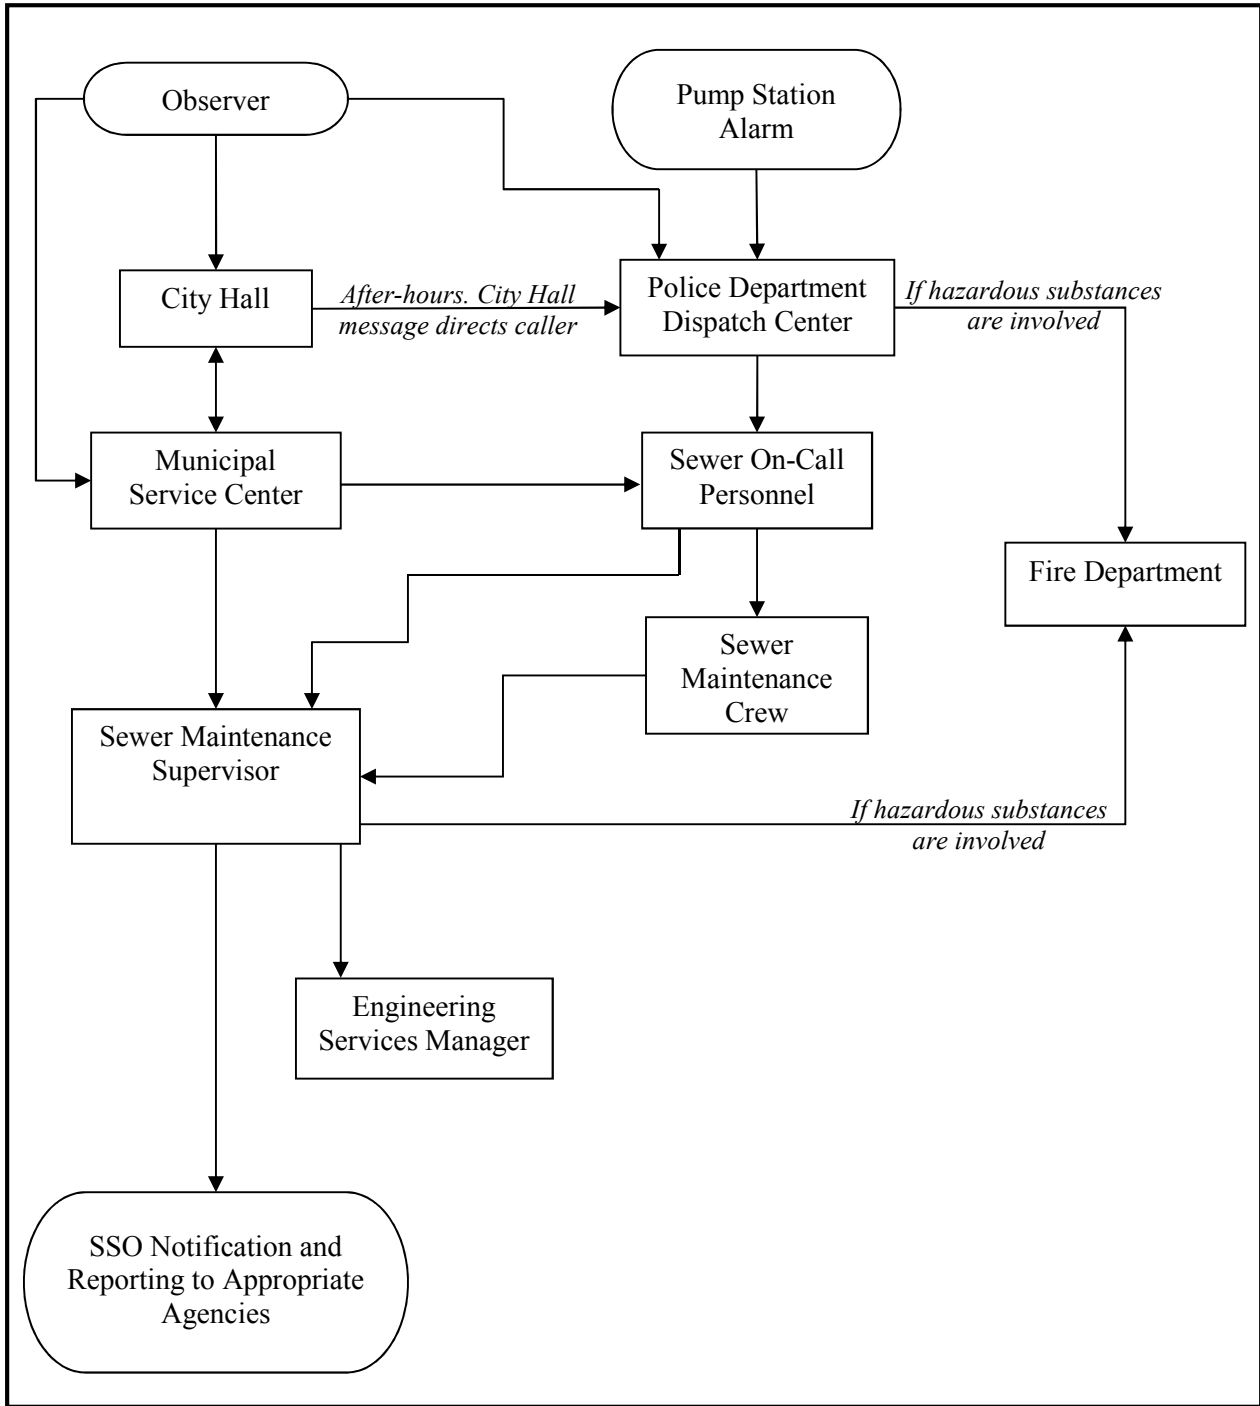 Observer
Pump Station
Alarm
City Hall
After-hours. City Hall
message directs caller
Police Department
Dispatch Center
If hazardous substances
are involved
Municipal
Service Center
Sewer On-Call
Personnel
Fire Department
Sewer
Maintenance
Crew
Sewer Maintenance
Supervisor
If hazardous substances
are involved
Engineering
Services Manager
SSO Notification and
Reporting to Appropriate
Agencies